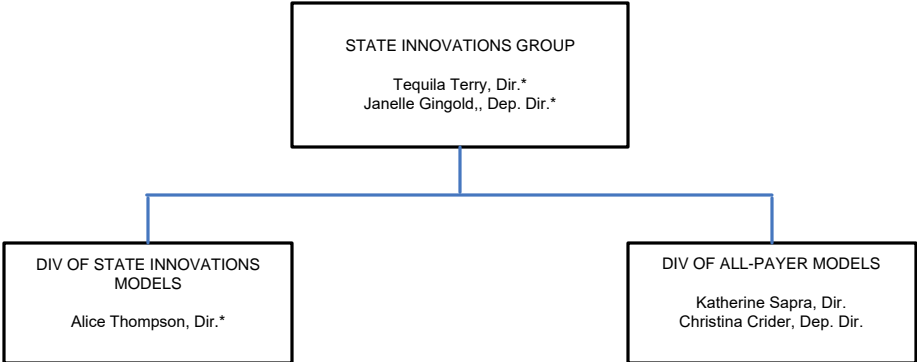 STATE INNOVATIONS GROUP
Tequila Terry, Dir.*
Janelle Gingold,, Dep. Dir.*
DIV OF STATE INNOVATIONS
MODELS
Alice Thompson, Dir.*
DIV OF ALL-PAYER MODELS
Katherine Sapra, Dir.
Christina Crider, Dep. Dir.